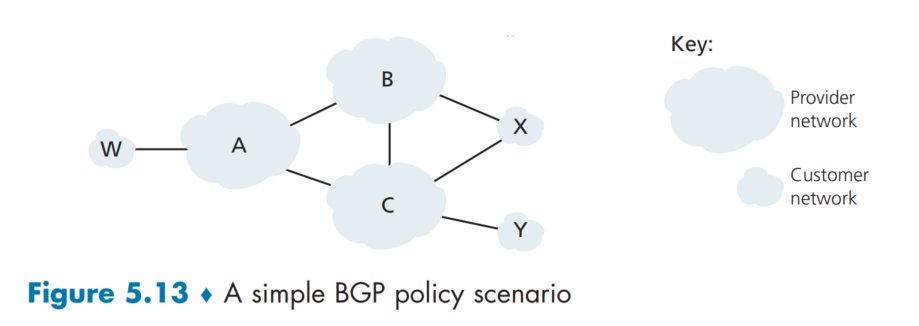 Key:
B
Provider
network
X
A
W
Customer
network
C
Y
Figure 5.13 ♦ A simple BGP policy scenario